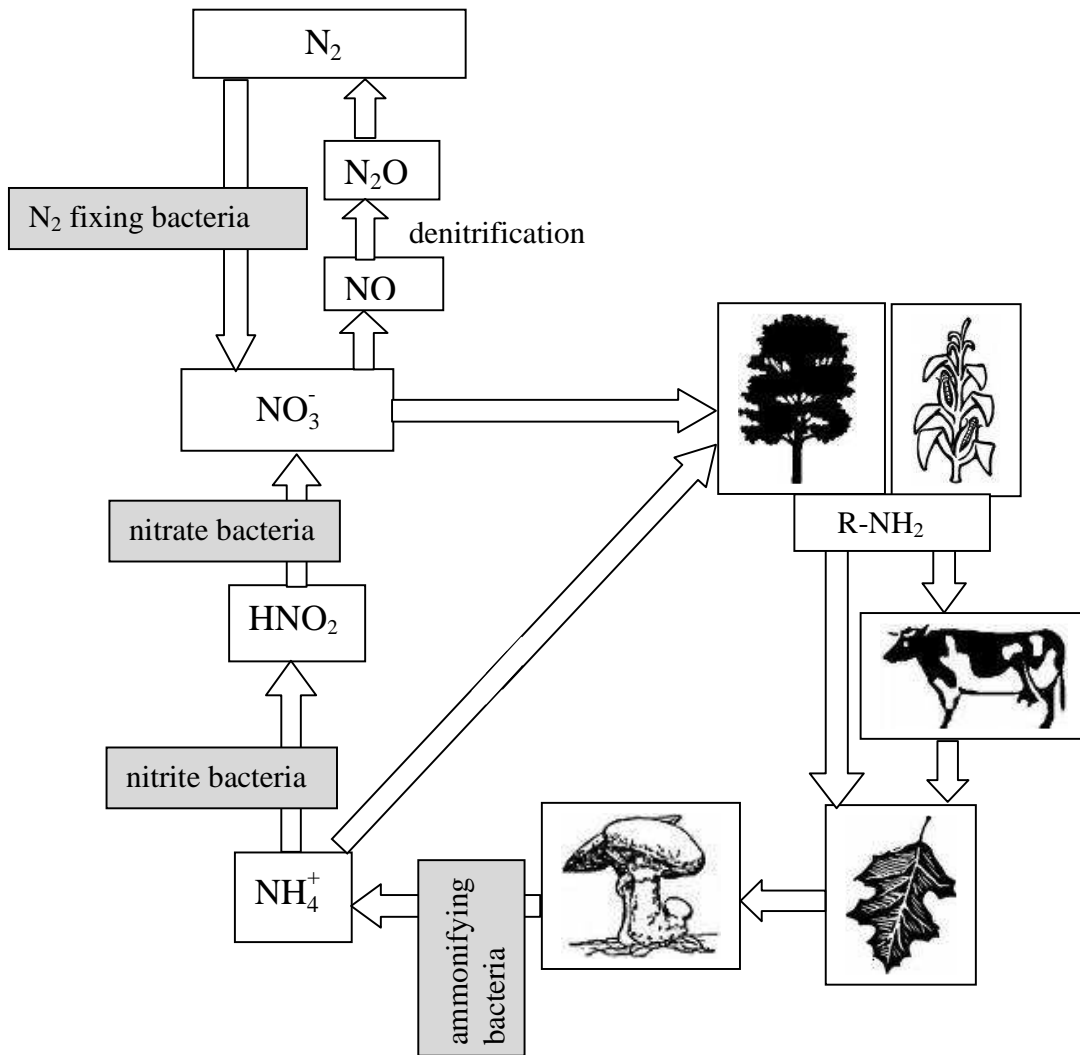 N₂
N₂O
N₂ fixing bacteria
denitrification
NO
NO₃⁻
nitrate bacteria
R-NH₂
HNO₂
nitrite bacteria
NH₄⁺
ammonifying
bacteria